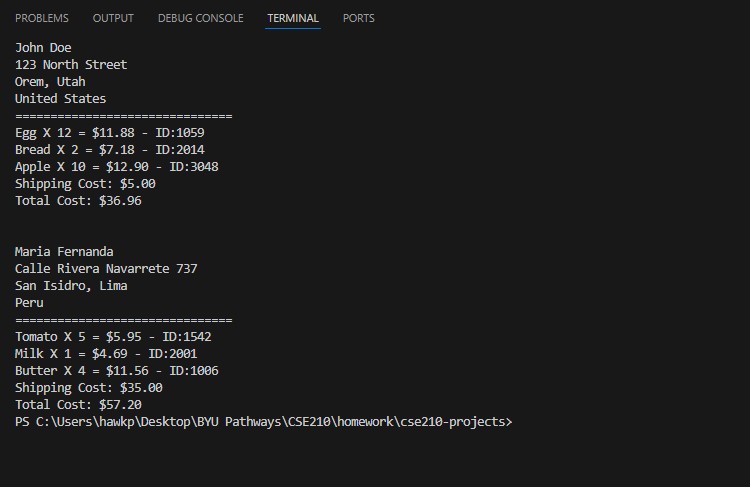 PROBLEMS OUTPUT DEBUG CONSOLE TERMINAL PORTS
John Doe
123 North Street
Orem, Utah
United States
===============================
Egg X 12 = $11.88 - ID:1059
Bread X 2 = $7.18 - ID:2014
Apple X 10 = $12.90 - ID:3048
Shipping Cost: $5.00
Total Cost: $36.96
Maria Fernanda
Calle Rivera Navarrete 737
San Isidro, Lima
Peru
===============================
Tomato X 5 = $5.95 - ID:1542
Milk X 1 = $4.69 - ID:2001
Butter X 4 = $11.56 - ID:1006
Shipping Cost: $35.00
Total Cost: $57.20
PS C:\Users\hawkp\Desktop\BYU Pathways\CSE210\homework\cse210-projects>